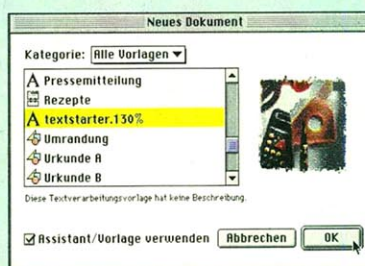 Neues Dokument
Kategorie: Alle Vorlagen
Pressemitteilung
Rezepte
textstarter.130%
Umrandung
Urkunde A
Urkunde B
Diese Textverarbeitungsvorlage hat keine Beschreibung.
Assistant/Vorlage verwenden Abbrechen OK